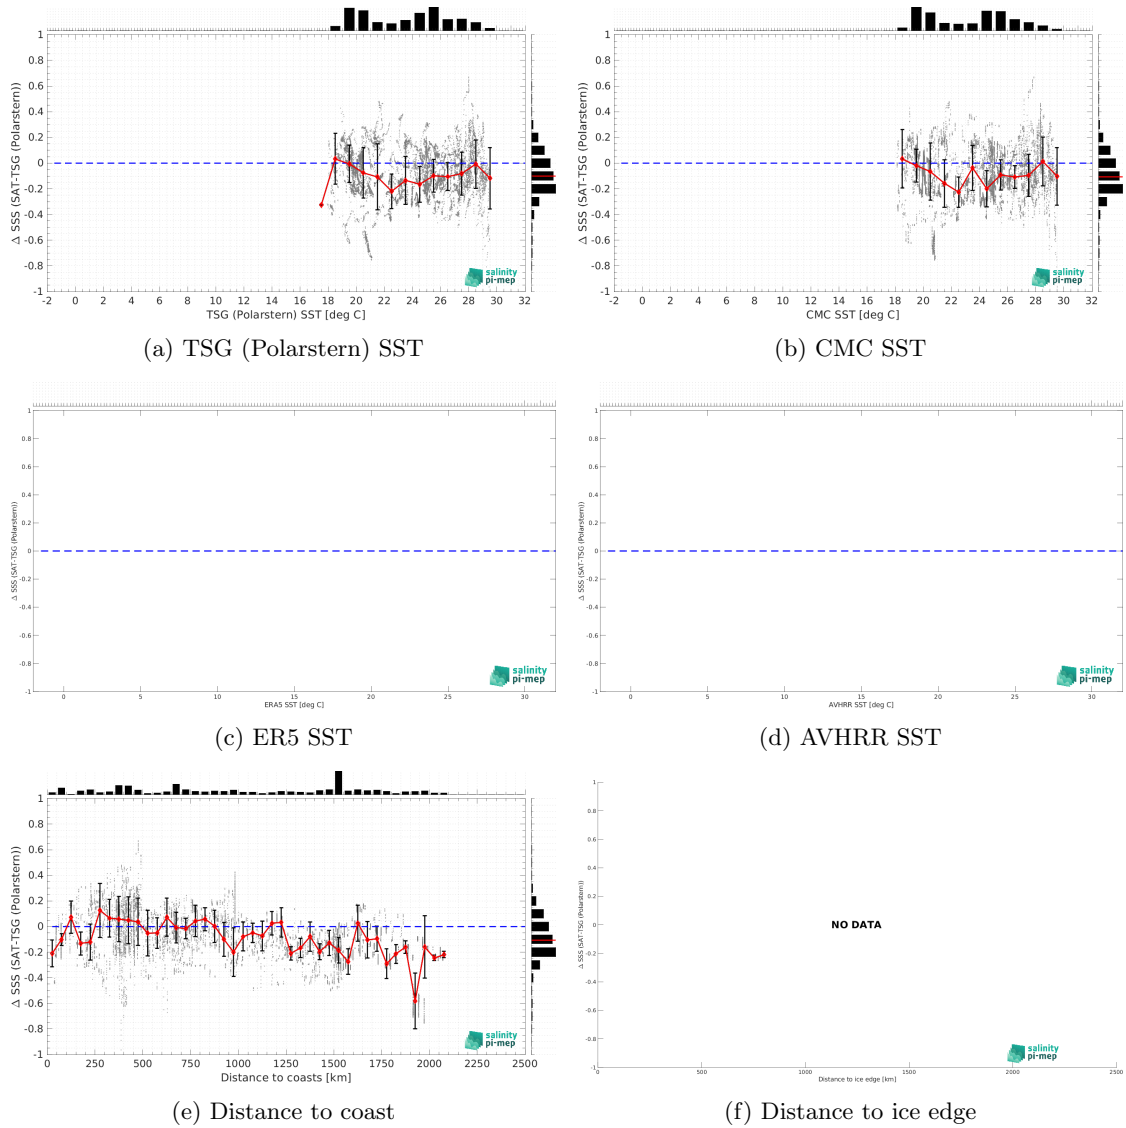 1
0.8
0.6
0.4
0.2
0
-0.2
-0.4
-0.6
-0.8
-1
Δ SSS (SAT-TSG (Polarstern))
-2 0 2 4 6 8 10 12 14 16 18 20 22 24 26 28 30 32
TSG (Polarstern) SST [deg C]
salinity
pi-mep
(a) TSG (Polarstern) SST
1
0.8
0.6
0.4
0.2
0
-0.2
-0.4
-0.6
-0.8
-1
Δ SSS (SAT-TSG (Polarstern))
-2 0 2 4 6 8 10 12 14 16 18 20 22 24 26 28 30 32
CMC SST [deg C]
salinity
pi-mep
(b) CMC SST
1
0.8
0.6
0.4
0.2
0
-0.2
-0.4
-0.6
-0.8
-1
Δ SSS (SAT-TSG (Polarstern))
0 5 10 15 20 25 30
ERA5 SST [deg C]
salinity
pi-mep
(c) ER5 SST
1
0.8
0.6
0.4
0.2
0
-0.2
-0.4
-0.6
-0.8
-1
Δ SSS (SAT-TSG (Polarstern))
0 5 10 15 20 25 30
AVHRR SST [deg C]
salinity
pi-mep
(d) AVHRR SST
1
0.8
0.6
0.4
0.2
0
-0.2
-0.4
-0.6
-0.8
-1
Δ SSS (SAT-TSG (Polarstern))
0 250 500 750 1000 1250 1500 1750 2000 2250 2500
Distance to coasts [km]
salinity
pi-mep
(e) Distance to coast
1
0.8
0.6
0.4
0.2
0
-0.2
-0.4
-0.6
-0.8
-1
Δ SSS (SAT-TSG (Polarstern))
NO DATA
0 500 1000 1500 2000 2500
Distance to ice edge [km]
salinity
pi-mep
(f) Distance to ice edge